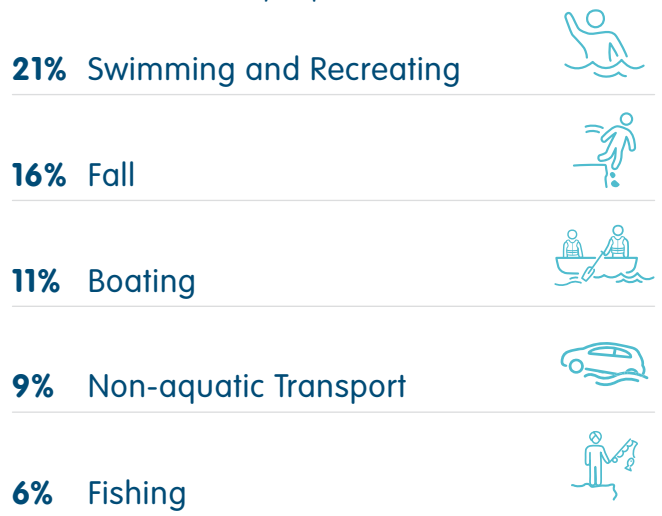 21% Swimming and Recreating
16% Fall
11% Boating
9% Non-aquatic Transport
6% Fishing